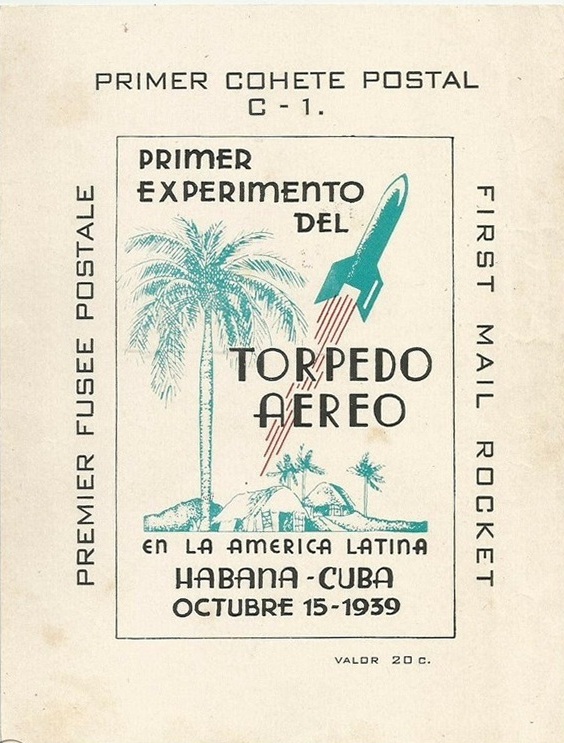 PRIMER COHETE POSTAL
C - 1.
PREMIER FUSEE POSTALE
PRIMER
EXPERIMENTO
DEL
TORPEDO
AEREO
EN LA AMERICA LATINA
HABANA - CUBA
OCTUBRE 15 - 1939
FIRST MAIL ROCKET
VALOR 20 C.